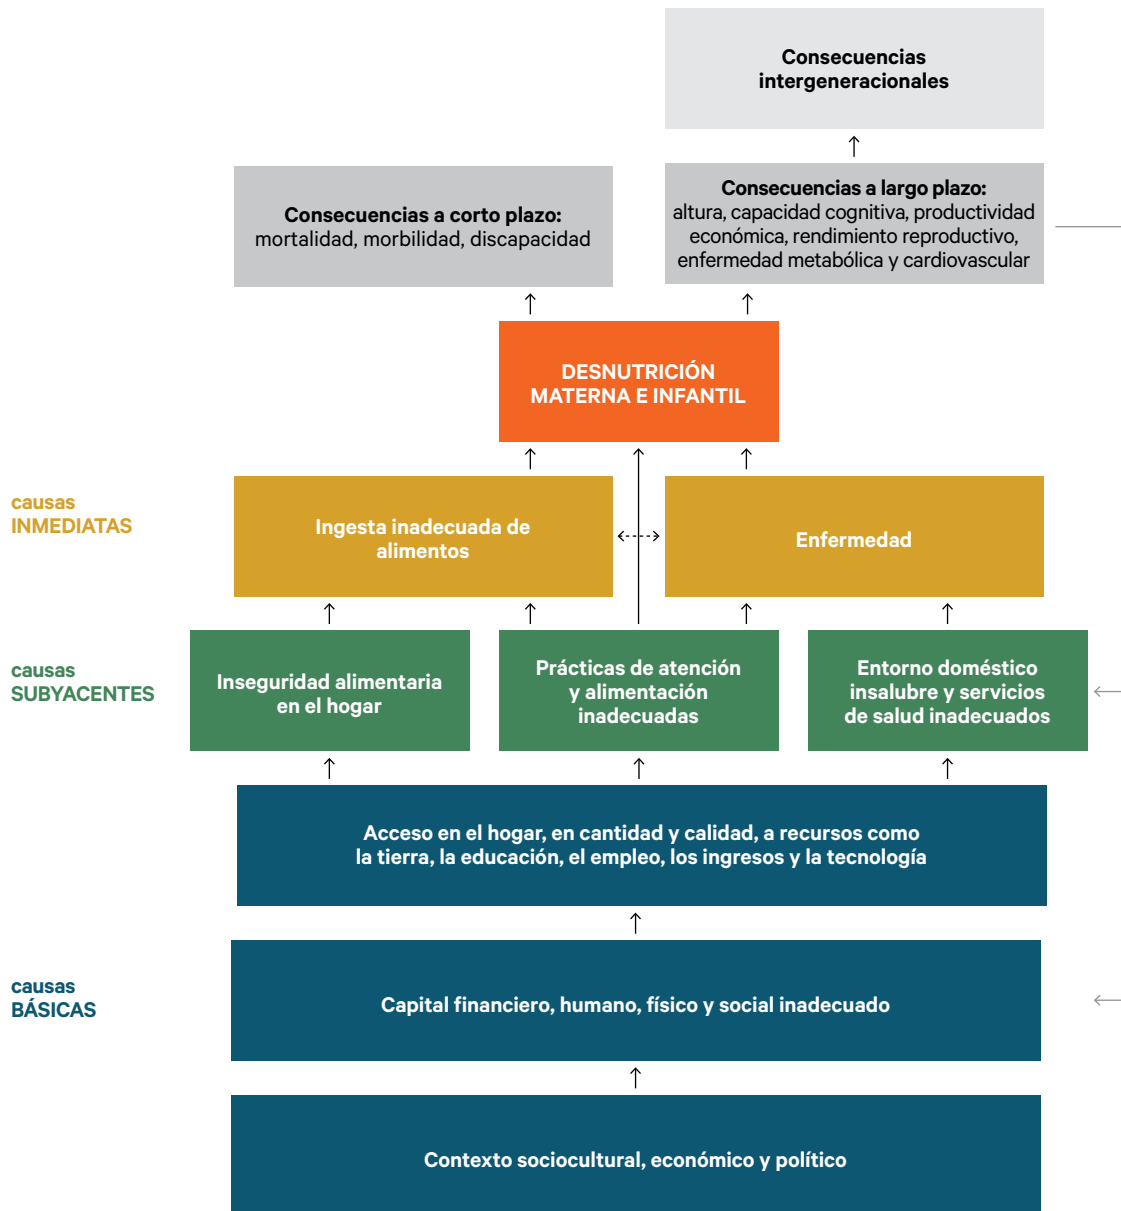 Consecuencias
intergeneracionales
Consecuencias a corto plazo:
mortalidad, morbilidad, discapacidad
Consecuencias a largo plazo:
altura, capacidad cognitiva, productividad
económica, rendimiento reproductivo,
enfermedad metabólica y cardiovascular
DESNUTRICIÓN
MATERNA E INFANTIL
causas
INMEDIATAS
Ingesta inadecuada de
alimentos
Enfermedad
causas
SUBYACENTES
Inseguridad alimentaria
en el hogar
Prácticas de atención
y alimentación
inadecuadas
Entorno doméstico
insalubre y servicios
de salud inadecuados
Acceso en el hogar, en cantidad y calidad, a recursos como
la tierra, la educación, el empleo, los ingresos y la tecnología
causas
BÁSICAS
Capital financiero, humano, físico y social inadecuado
Contexto sociocultural, económico y político